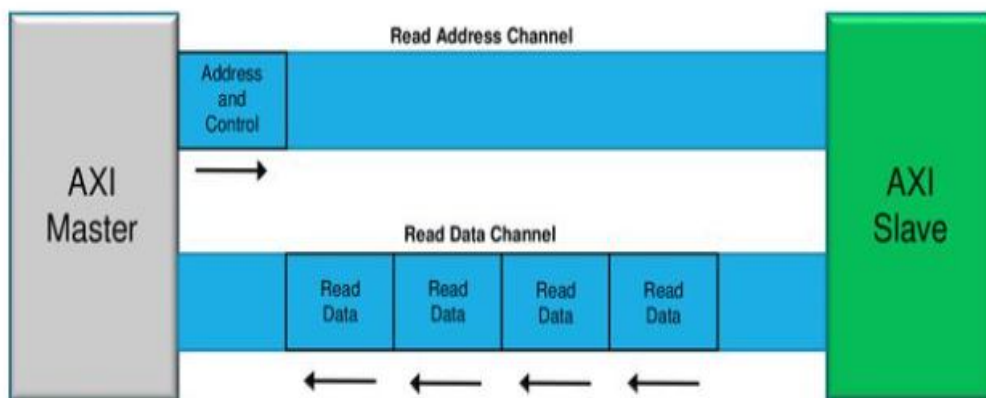 Read Address Channel
Address
and
Control
AXI
Master
AXI
Slave
Read Data Channel
Read
Data
Read
Data
Read
Data
Read
Data